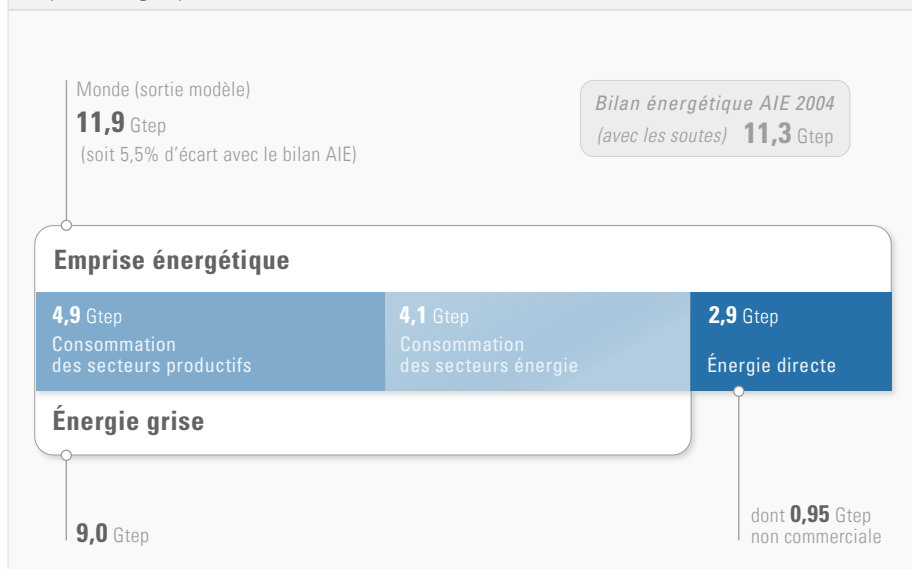 Monde (sortie modèle)
11,9 Gtep
(soit 5,5% d'écart avec le bilan AIE)
Bilan énergétique AIE 2004
(avec les soutes) 11,3 Gtep
Emprise énergétique
4,9 Gtep
Consommation
des secteurs productifs
4,1 Gtep
Consommation
des secteurs énergie
2,9 Gtep
Énergie directe
Énergie grise
9,0 Gtep
dont 0,95 Gtep
non commerciale